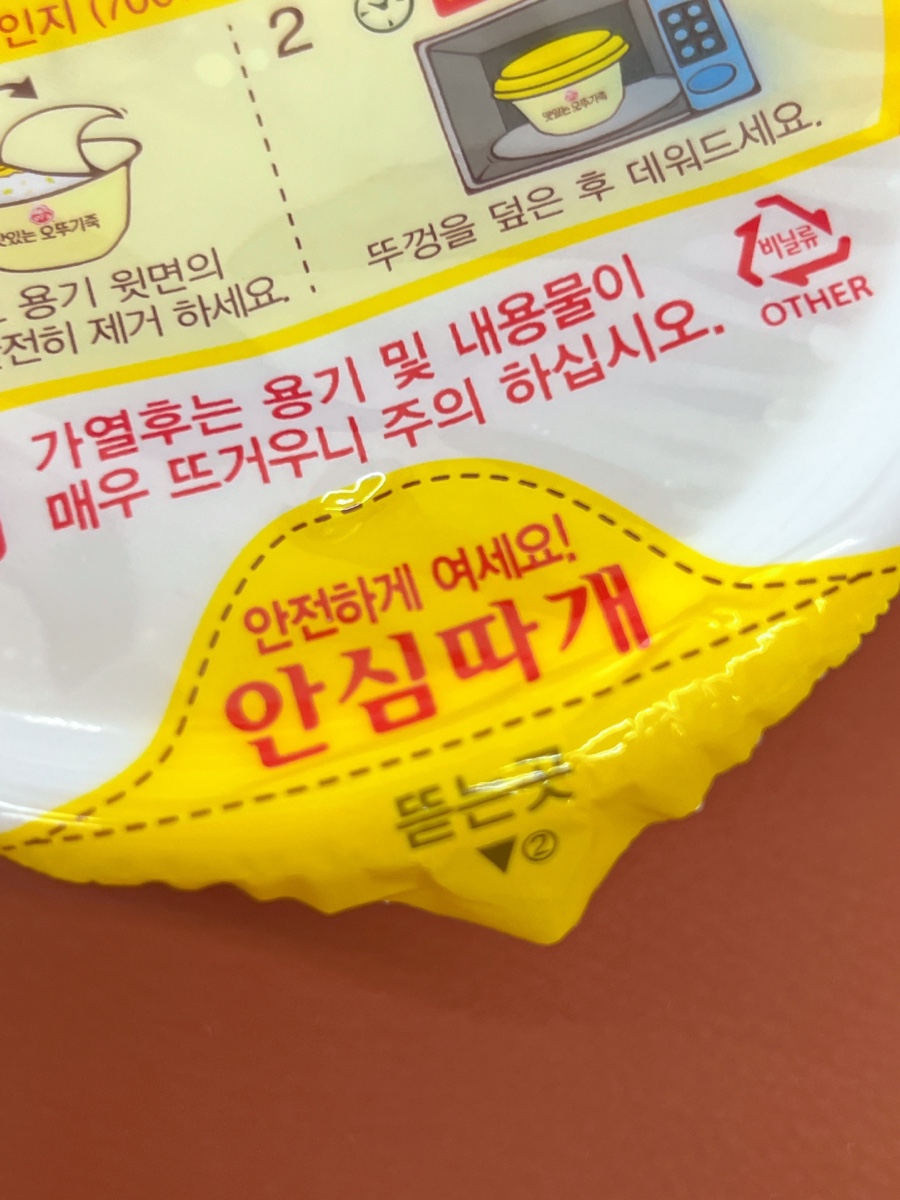 인지 (700
2
맛있는 오뚜기가족
맛있는 오뚜기가족
용기 윗면의
전히 제거 하세요.
뚜껑을 덮은 후 데워드세요.
비닐류
OTHER
가열후는 용기 및 내용물이
매우 뜨거우니 주의 하십시오.
안전하게 여세요!
안심따개
뜯는곳
▼②